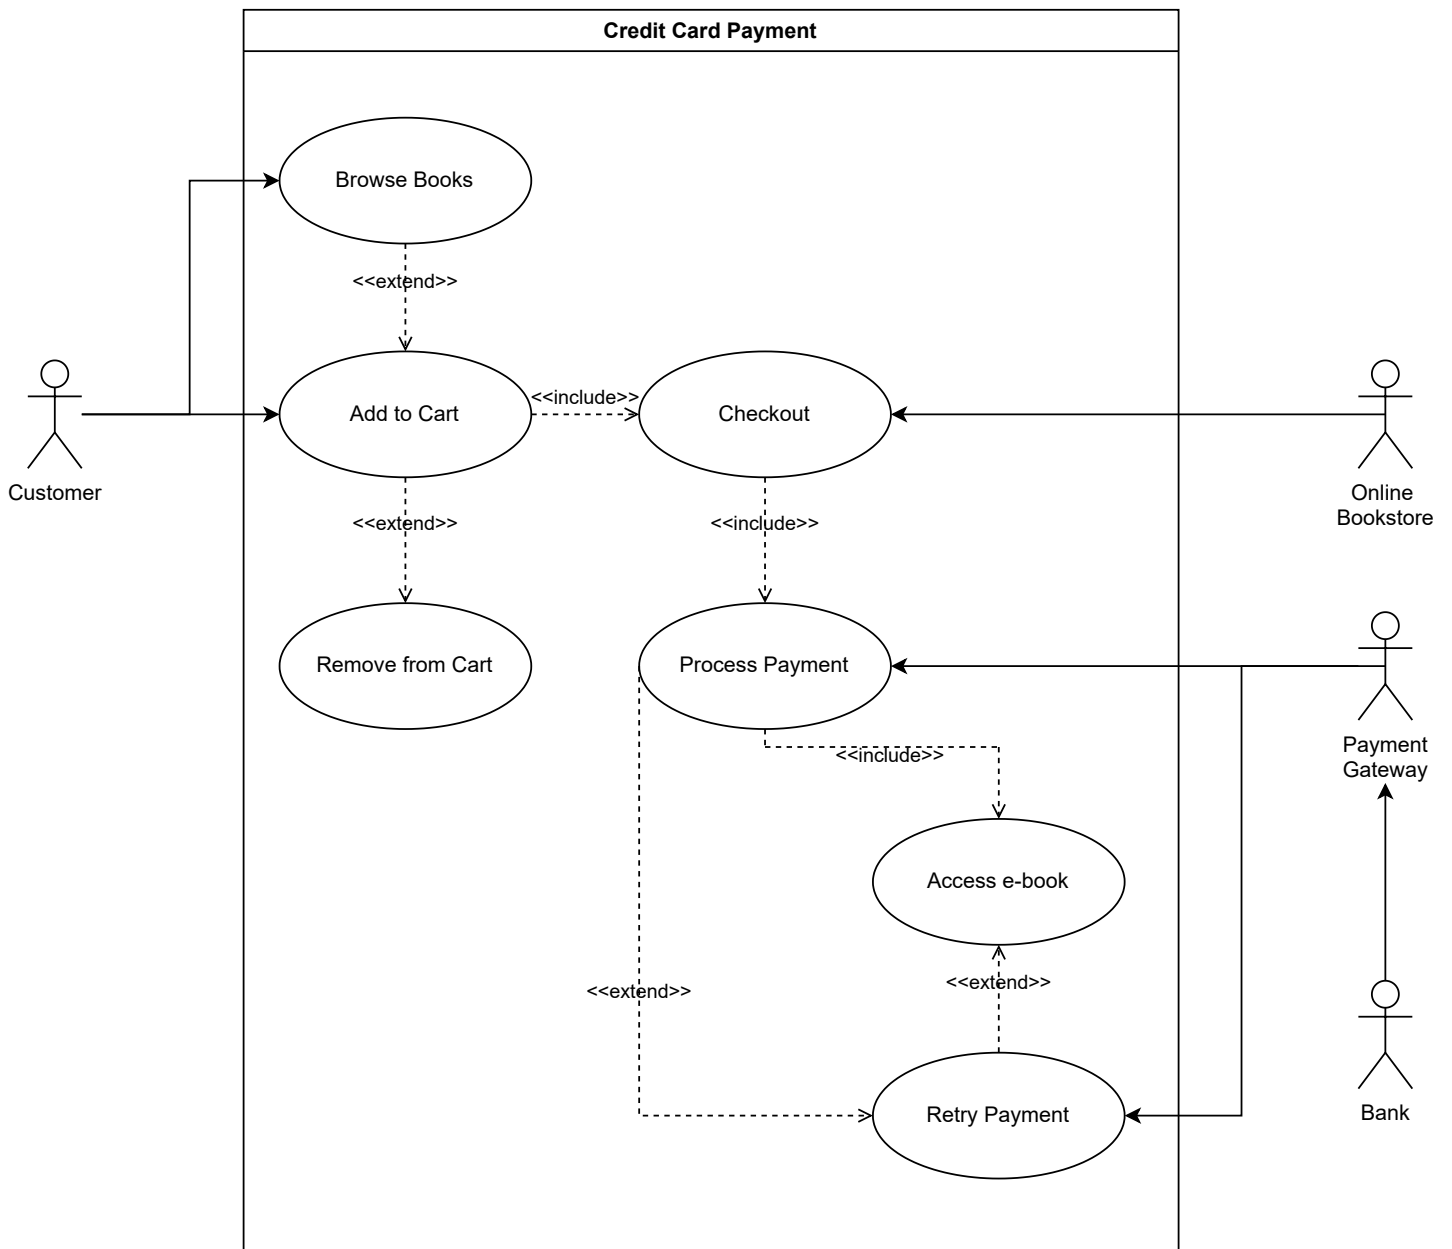 Credit Card Payment
Browse Books
<<extend>>
Add to Cart
<<include>>
Checkout
Customer
Online
Bookstore
<<extend>>
<<include>>
Remove from Cart
Process Payment
Payment
Gateway
<<include>>
Access e-book
<<extend>>
<<extend>>
Retry Payment
Bank